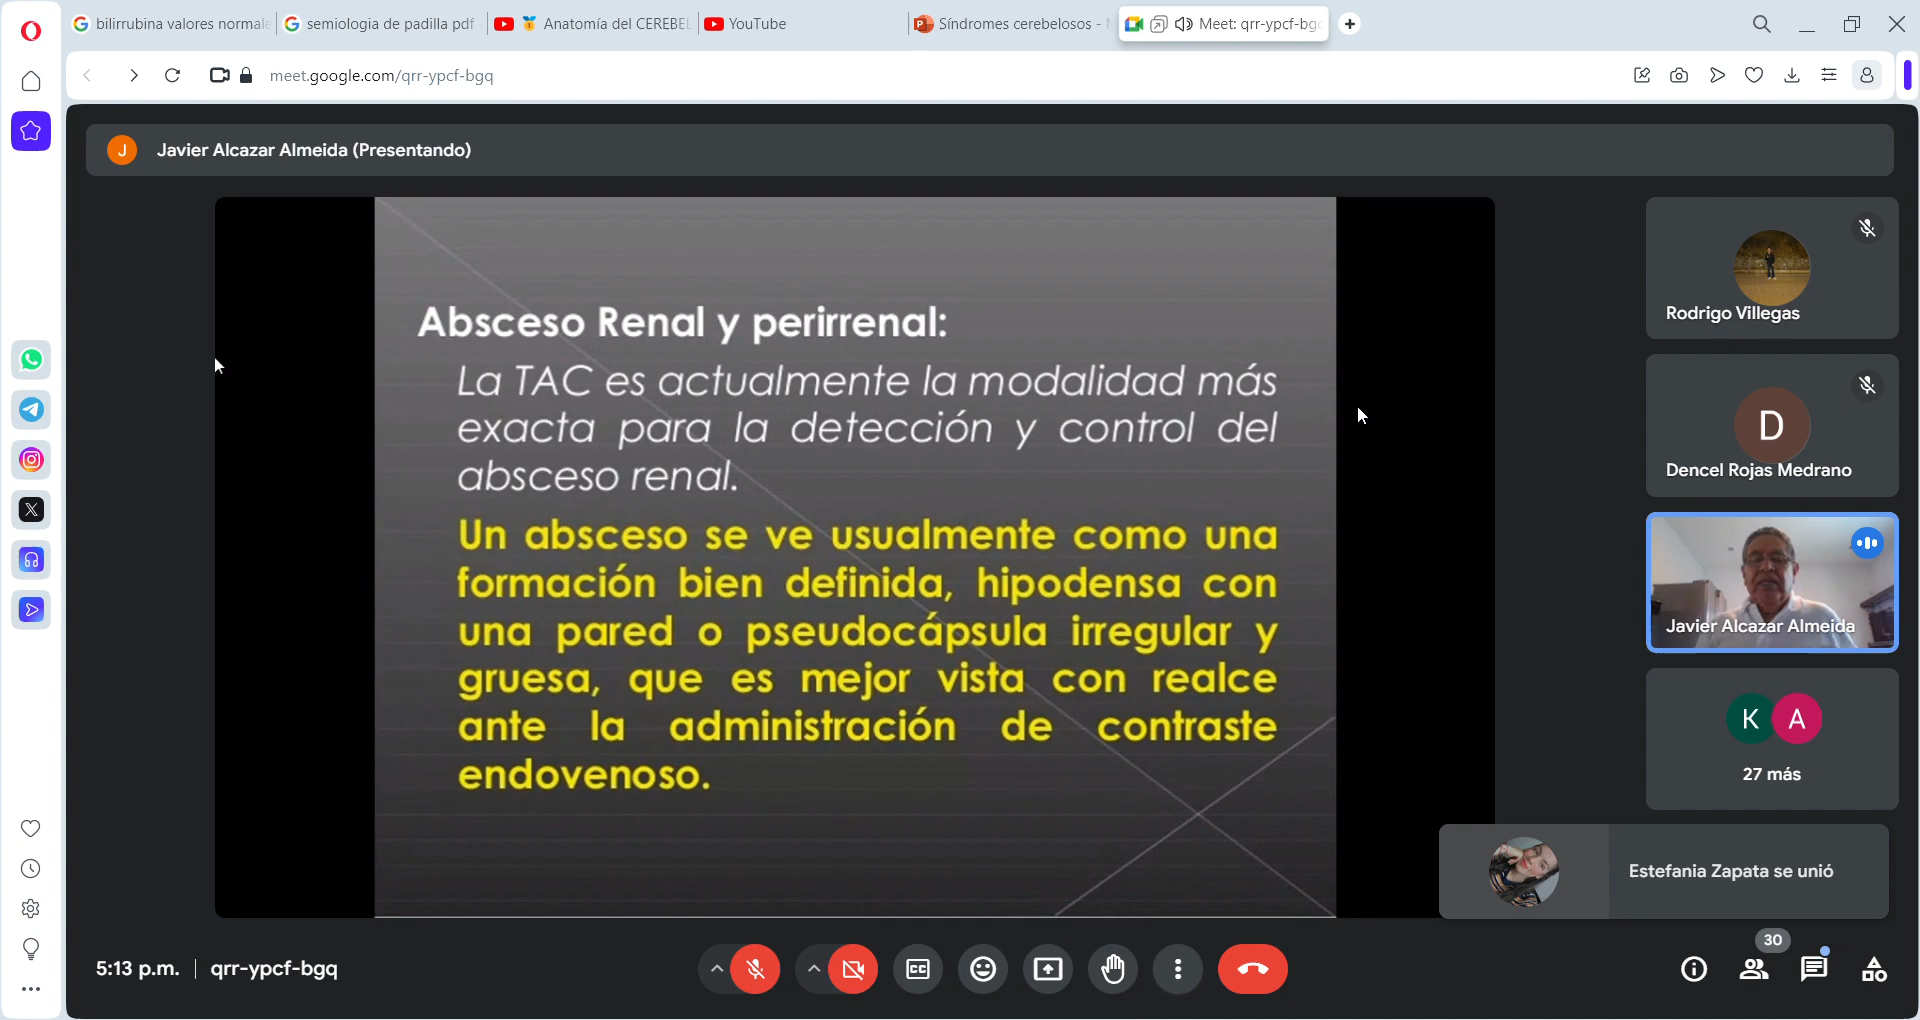 bilirrubina valores normale
semiologia de padilla pdf
Anatomía del CEREBEL
YouTube
Síndromes cerebelosos -
Meet: qrr-ypcf-bgq
meet.google.com/qrr-ypcf-bgq
J
Javier Alcazar Almeida (Presentando)
Absceso Renal y perirrenal:
La TAC es actualmente la modalidad más
exacta para la detección y control del
absceso renal.
Un absceso se ve usualmente como una
formación bien definida, hipodensa con
una pared o pseudocápsula irregular y
gruesa, que es mejor vista con realce
ante la administración de contraste
endovenoso.
Rodrigo Villegas
D
Dencel Rojas Medrano
Javier Alcazar Almeida
K A
27 más
Estefania Zapata se unió
5:13 p.m. | qrr-ypcf-bgq
CC
30